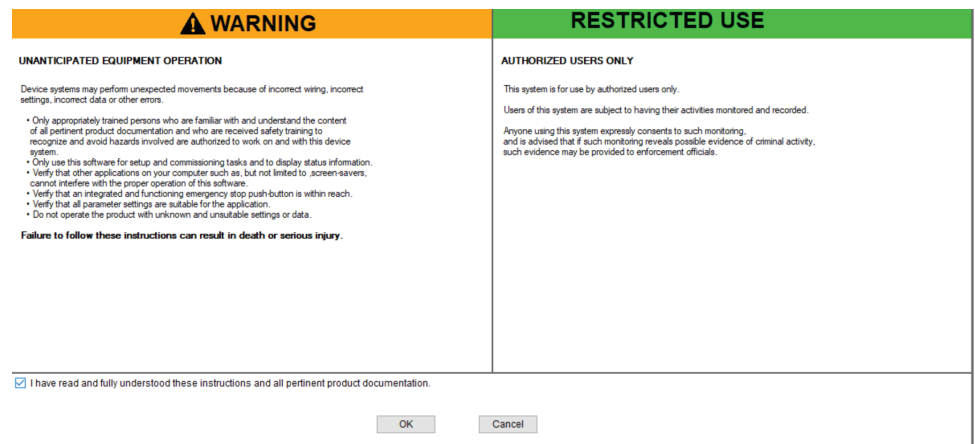 WARNING
UNANTICIPATED EQUIPMENT OPERATION
Device systems may perform unexpected movements because of incorrect wiring, incorrect
settings, incorrect data or other errors.
• Only appropriately trained persons who are familiar with and understand the content
of all pertinent product documentation and who are received safety training to
recognize and avoid hazards involved are authorized to work on and with this device
system.
• Only use this software for setup and commissioning tasks and to display status information.
• Verify that other applications on your computer such as, but not limited to ,screen-savers,
cannot interfere with the proper operation of this software.
• Verify that an integrated and functioning emergency stop push-button is within reach.
• Verify that all parameter settings are suitable for the application.
• Do not operate the product with unknown and unsuitable settings or data.
Failure to follow these instructions can result in death or serious injury.
RESTRICTED USE
AUTHORIZED USERS ONLY
This system is for use by authorized users only.
Users of this system are subject to having their activities monitored and recorded.
Anyone using this system expressly consents to such monitoring,
and is advised that if such monitoring reveals possible evidence of criminal activity,
such evidence may be provided to enforcement officials.
I have read and fully understood these instructions and all pertinent product documentation.
OK
Cancel